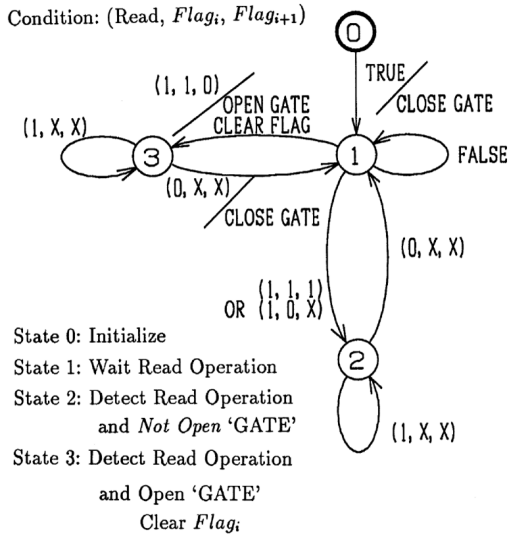 Condition: (Read, Flagᵢ, Flagᵢ₊₁)
0
TRUE
CLOSE GATE
(1, 1, 0)
OPEN GATE
CLEAR FLAG
(1, X, X)
3
1
FALSE
(0, X, X)
CLOSE GATE
(0, X, X)
(1, 1, 1)
OR (1, 0, X)
2
(1, X, X)
State 0: Initialize
State 1: Wait Read Operation
State 2: Detect Read Operation
and Not Open ‘GATE’
State 3: Detect Read Operation
and Open ‘GATE’
Clear Flagᵢ